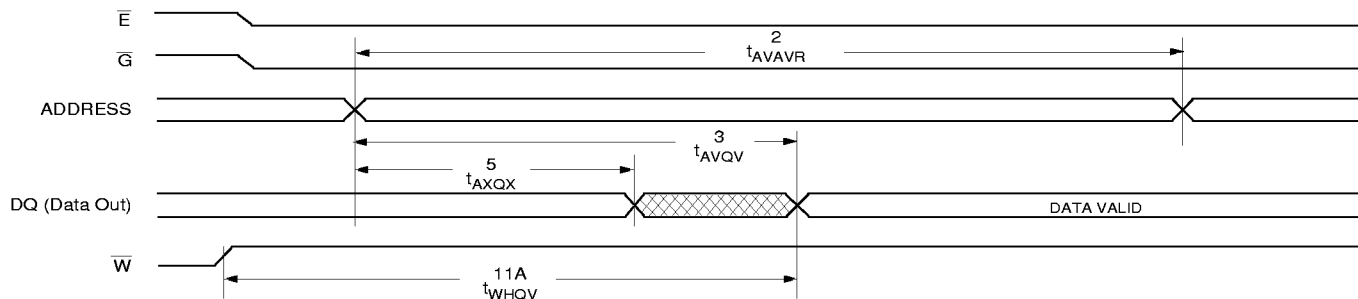 E̅
2
tAVAVR
G̅
ADDRESS
3
tAVQV
5
tAXQX
DQ (Data Out)
DATA VALID
W̅
11A
tWHQV